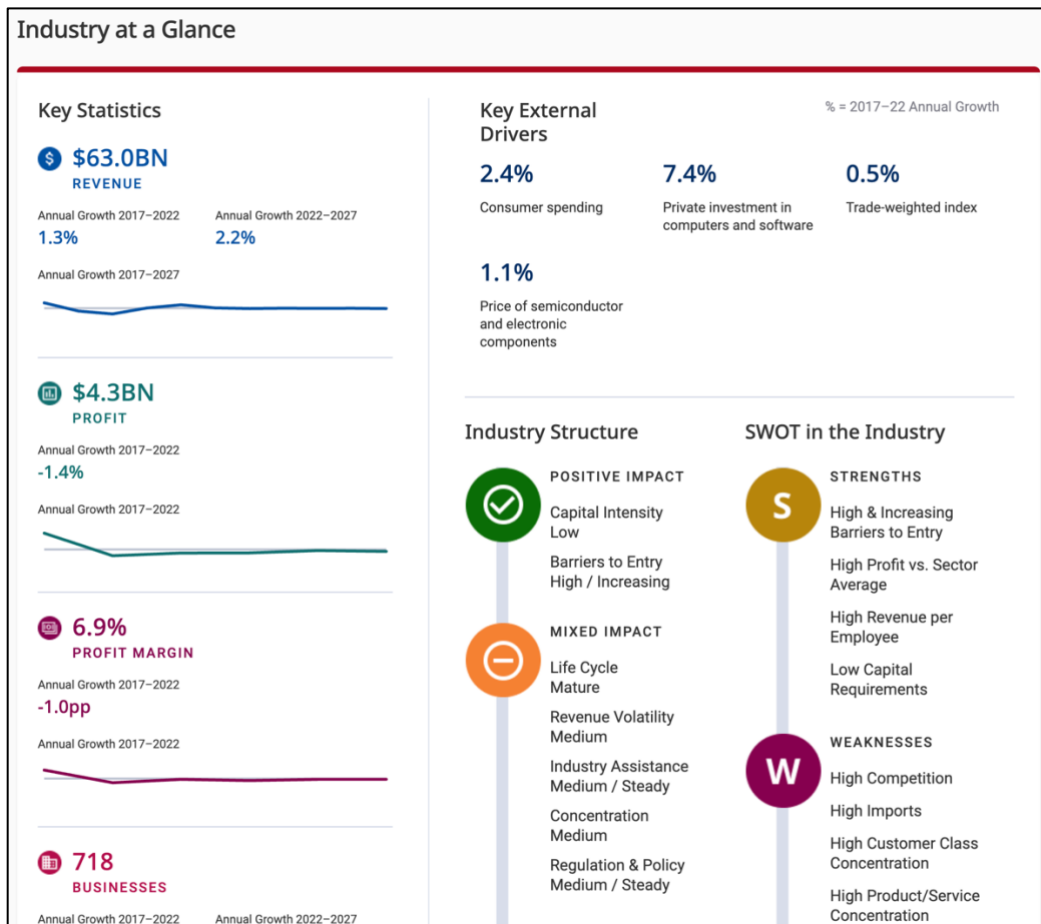 Industry at a Glance
Key Statistics
$63.0BN
REVENUE
Annual Growth 2017–2022
1.3%
Annual Growth 2022–2027
2.2%
Annual Growth 2017–2027
$4.3BN
PROFIT
Annual Growth 2017–2022
-1.4%
Annual Growth 2017–2022
6.9%
PROFIT MARGIN
Annual Growth 2017–2022
-1.0pp
Annual Growth 2017–2022
718
BUSINESSES
Annual Growth 2017–2022
Annual Growth 2022–2027
Key External
Drivers
% = 2017–22 Annual Growth
2.4%
Consumer spending
7.4%
Private investment in
computers and software
0.5%
Trade-weighted index
1.1%
Price of semiconductor
and electronic
components
Industry Structure
POSITIVE IMPACT
Capital Intensity
Low
Barriers to Entry
High / Increasing
MIXED IMPACT
Life Cycle
Mature
Revenue Volatility
Medium
Industry Assistance
Medium / Steady
Concentration
Medium
Regulation & Policy
Medium / Steady
SWOT in the Industry
S
STRENGTHS
High & Increasing
Barriers to Entry
High Profit vs. Sector
Average
High Revenue per
Employee
Low Capital
Requirements
W
WEAKNESSES
High Competition
High Imports
High Customer Class
Concentration
High Product/Service
Concentration